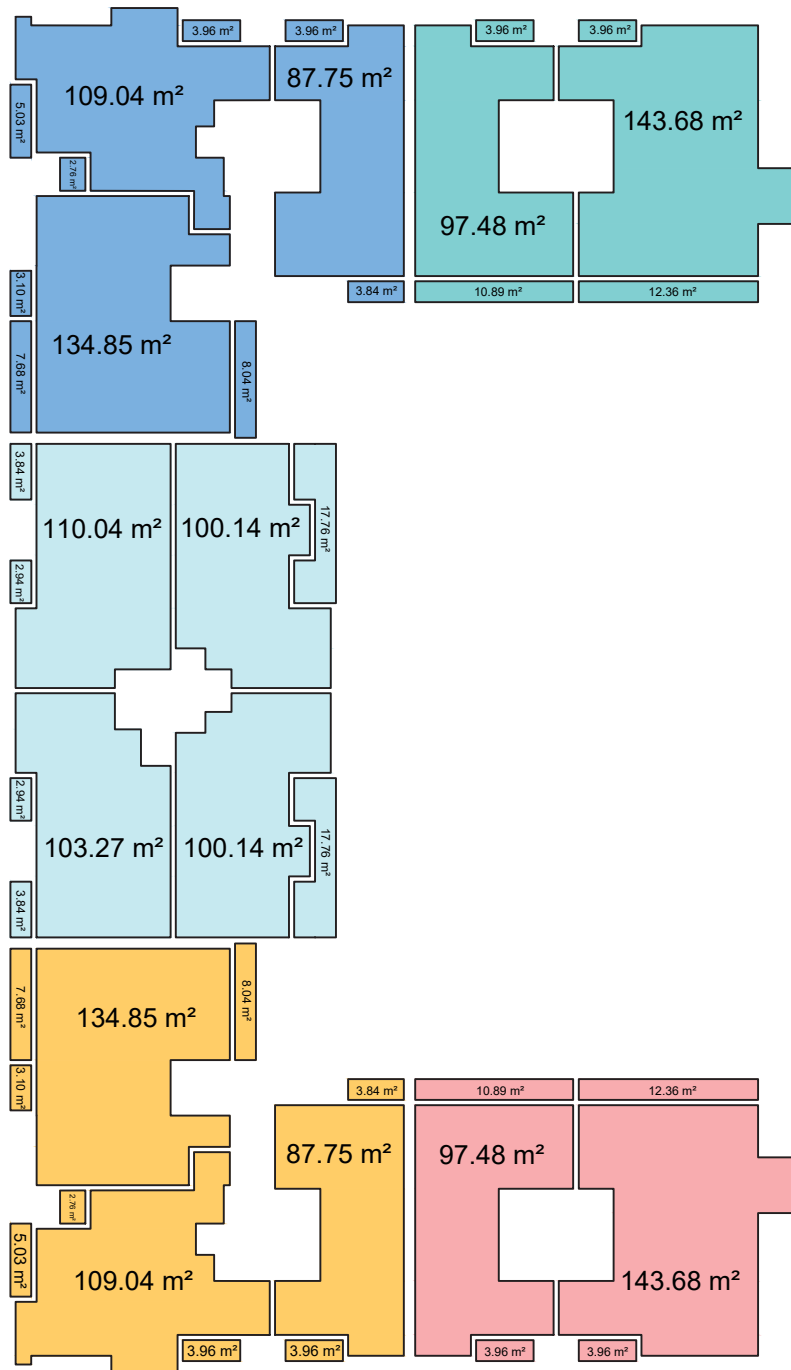 3.96 m²
3.96 m²
3.96 m²
3.96 m²
109.04 m²
87.75 m²
143.68 m²
5.03 m²
2.76 m²
97.48 m²
3.10 m²
3.84 m²
10.89 m²
12.36 m²
134.85 m²
7.68 m²
8.04 m²
3.84 m²
110.04 m²
100.14 m²
17.76 m²
2.94 m²
2.94 m²
103.27 m²
100.14 m²
17.76 m²
3.84 m²
7.68 m²
134.85 m²
8.04 m²
3.10 m²
3.84 m²
10.89 m²
12.36 m²
87.75 m²
97.48 m²
2.76 m²
5.03 m²
109.04 m²
143.68 m²
3.96 m²
3.96 m²
3.96 m²
3.96 m²